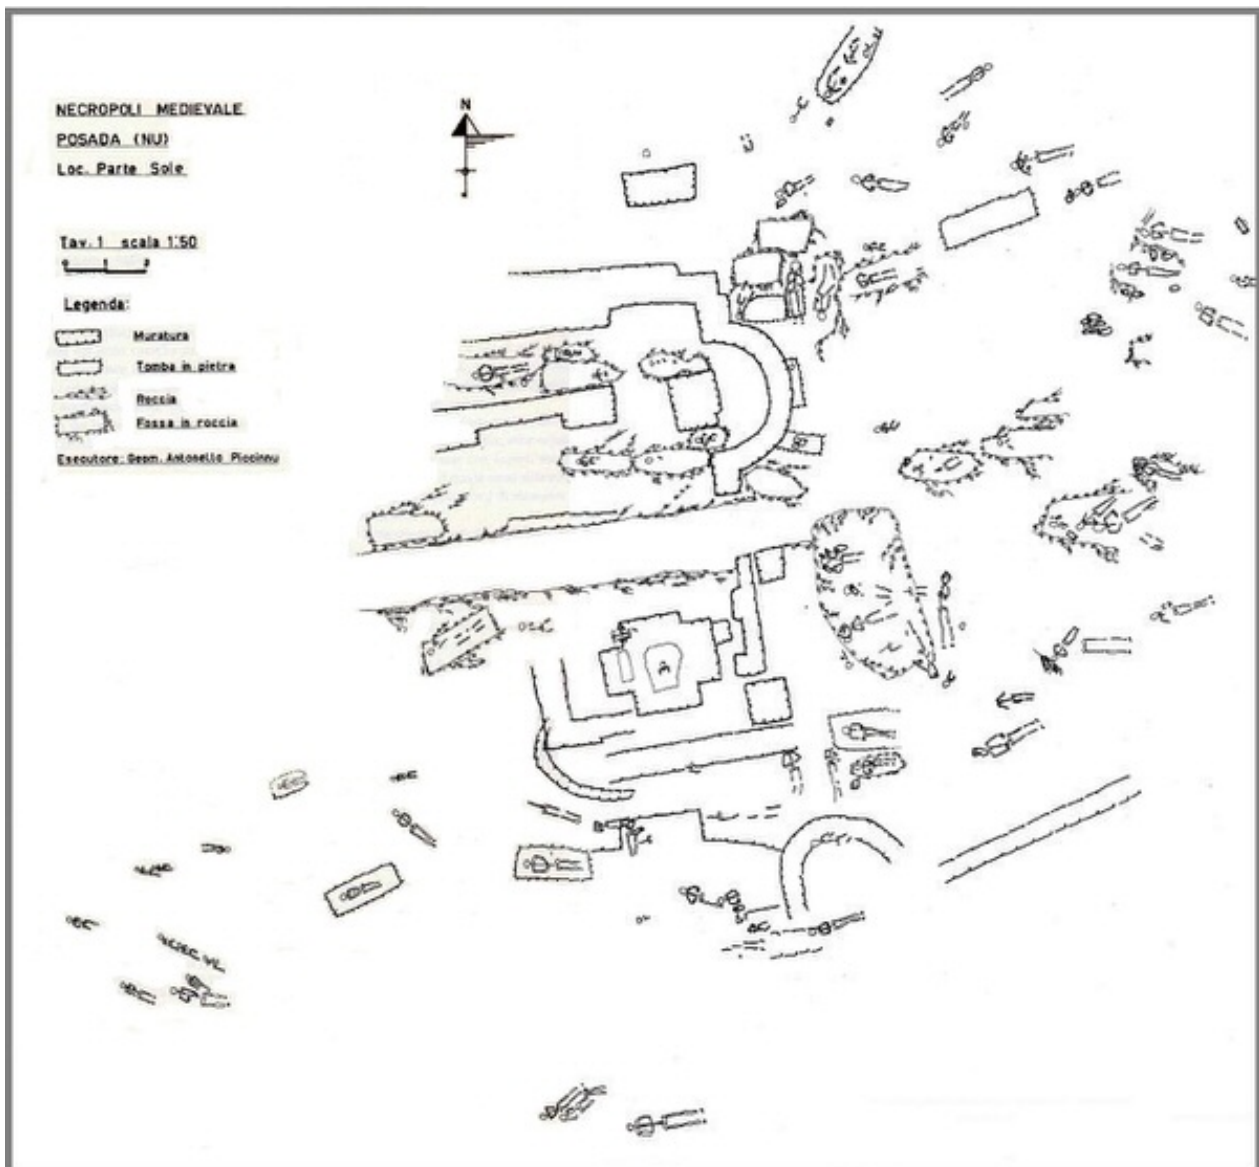 NECROPOLI MEDIEVALE
POSADA (NU)
Loc. Parte Sole
N
Tav. 1 scala 1:50
Legenda:
Muratura
Tomba in pietra
Roccia
Fossa in roccia
Esecutore: Geom. Antonello Piccinnu
A